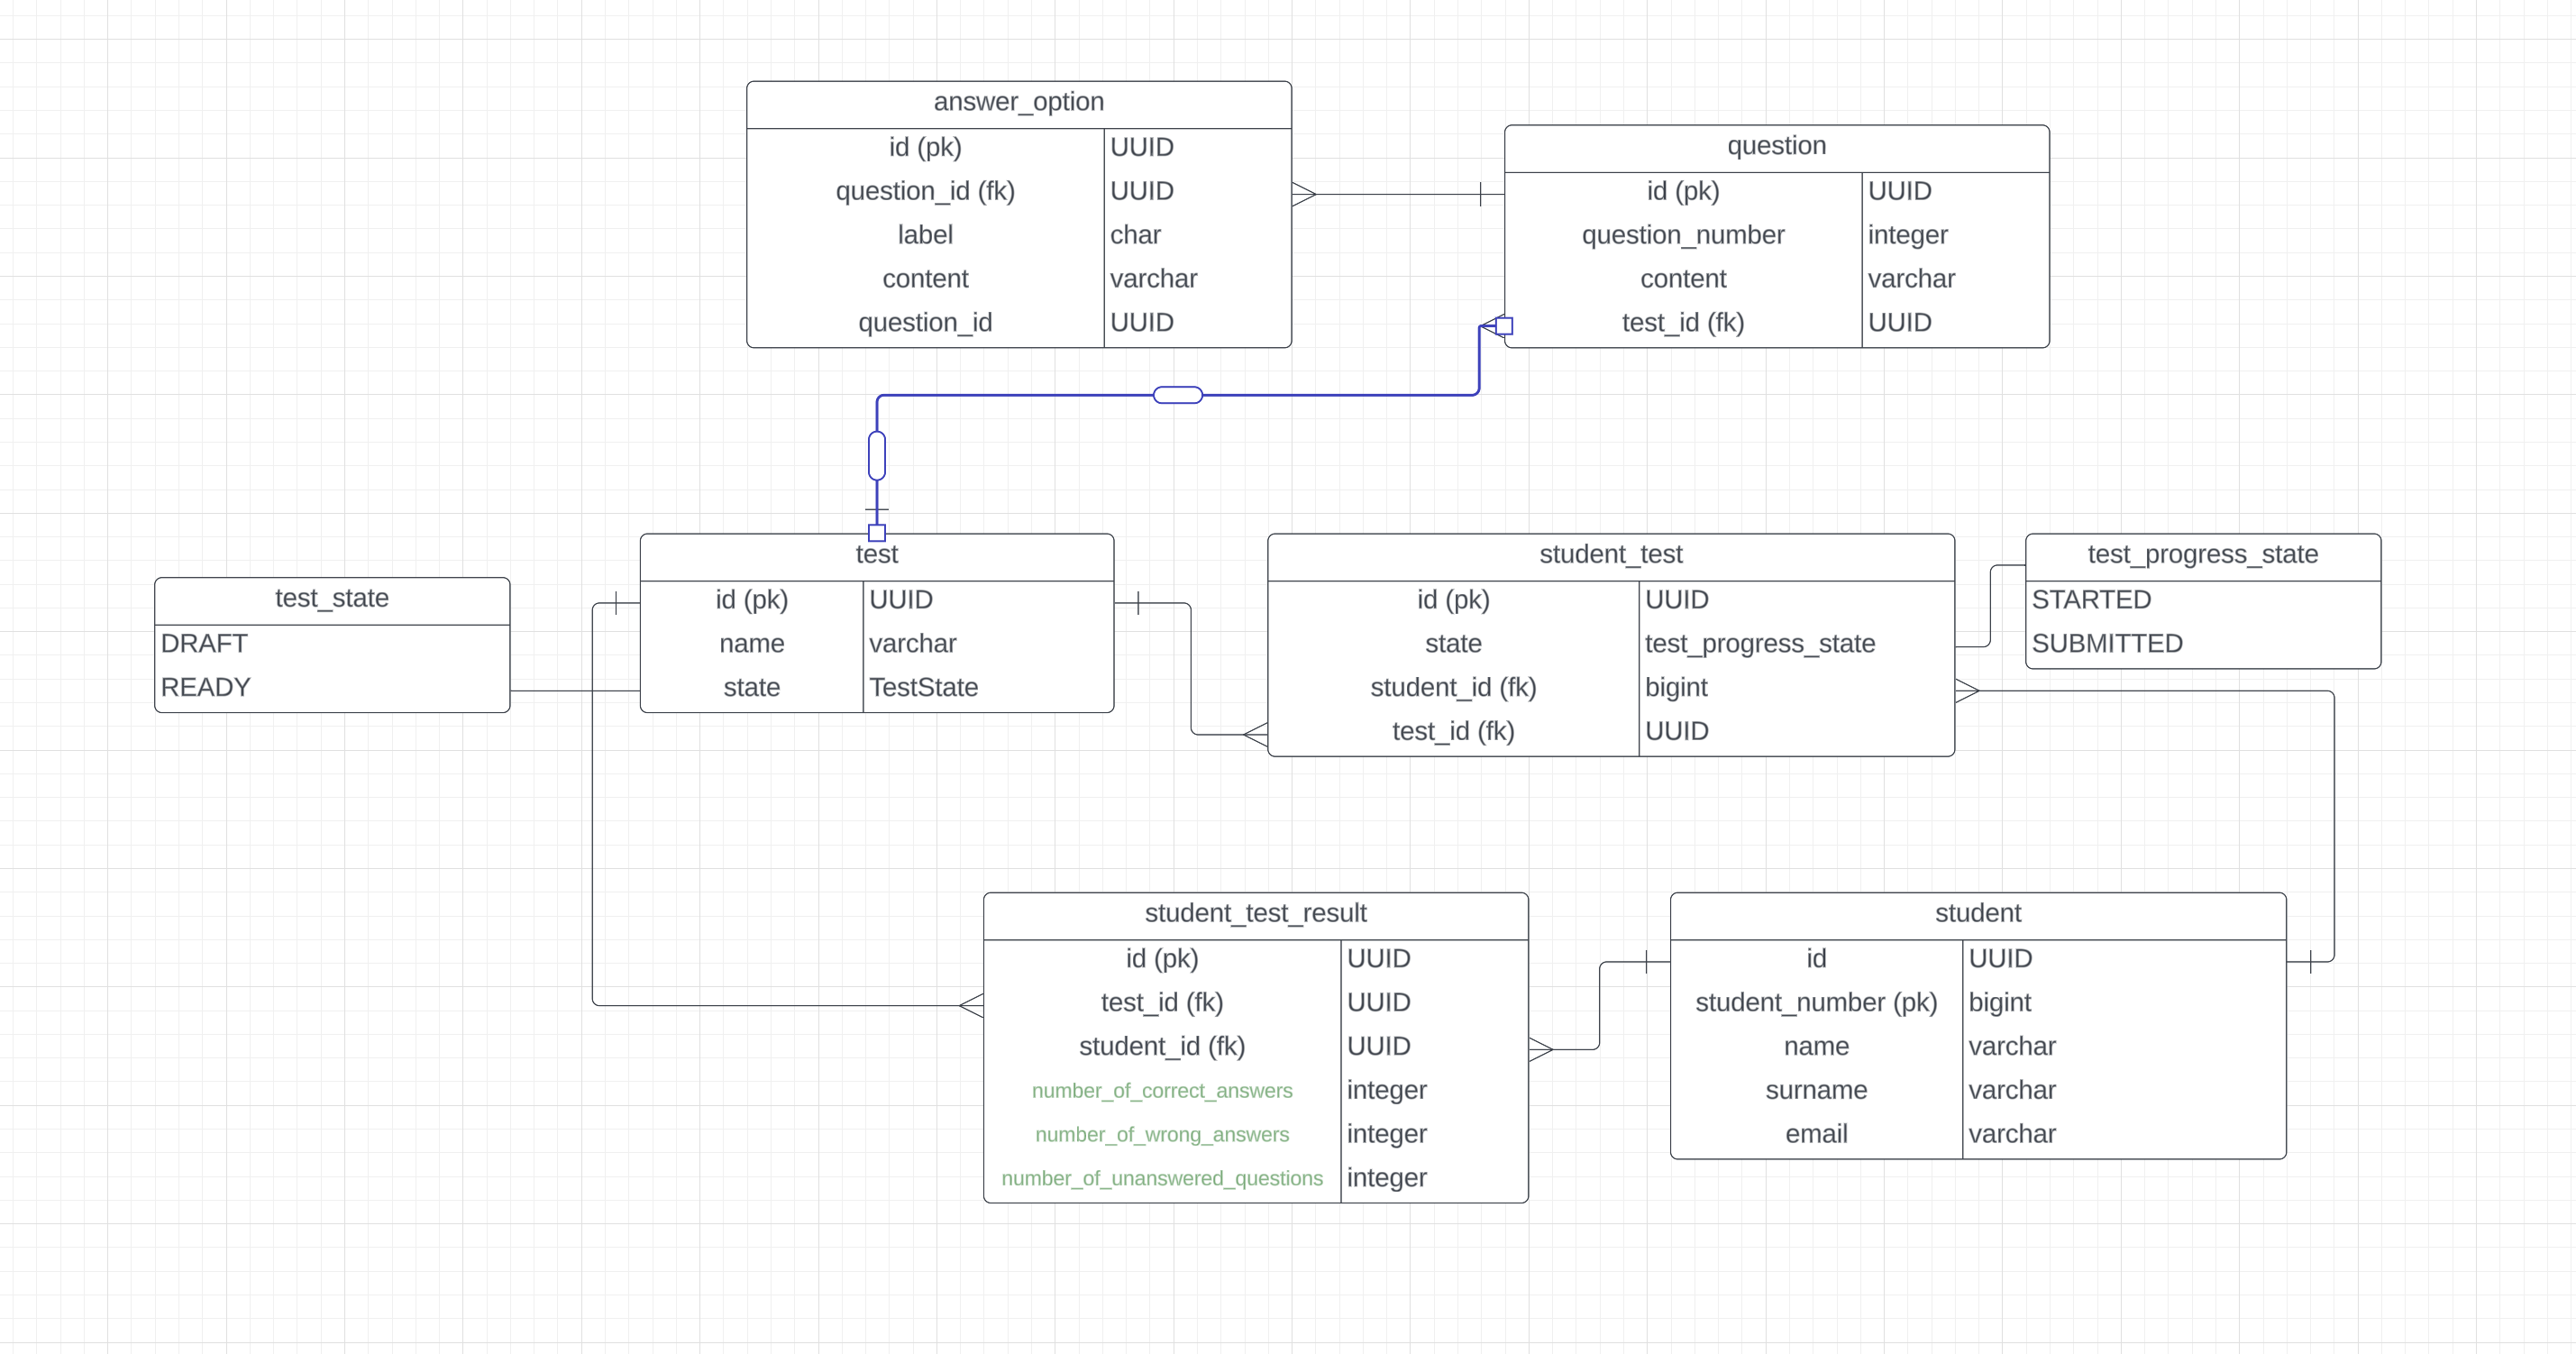 answer_option
id (pk) UUID
question_id (fk) UUID
label char
content varchar
question_id UUID
question
id (pk) UUID
question_number integer
content varchar
test_id (fk) UUID
test_state
DRAFT
READY
test
id (pk) UUID
name varchar
state TestState
student_test
id (pk) UUID
state test_progress_state
student_id (fk) bigint
test_id (fk) UUID
test_progress_state
STARTED
SUBMITTED
student_test_result
id (pk) UUID
test_id (fk) UUID
student_id (fk) UUID
number_of_correct_answers integer
number_of_wrong_answers integer
number_of_unanswered_questions integer
student
id UUID
student_number (pk) bigint
name varchar
surname varchar
email varchar